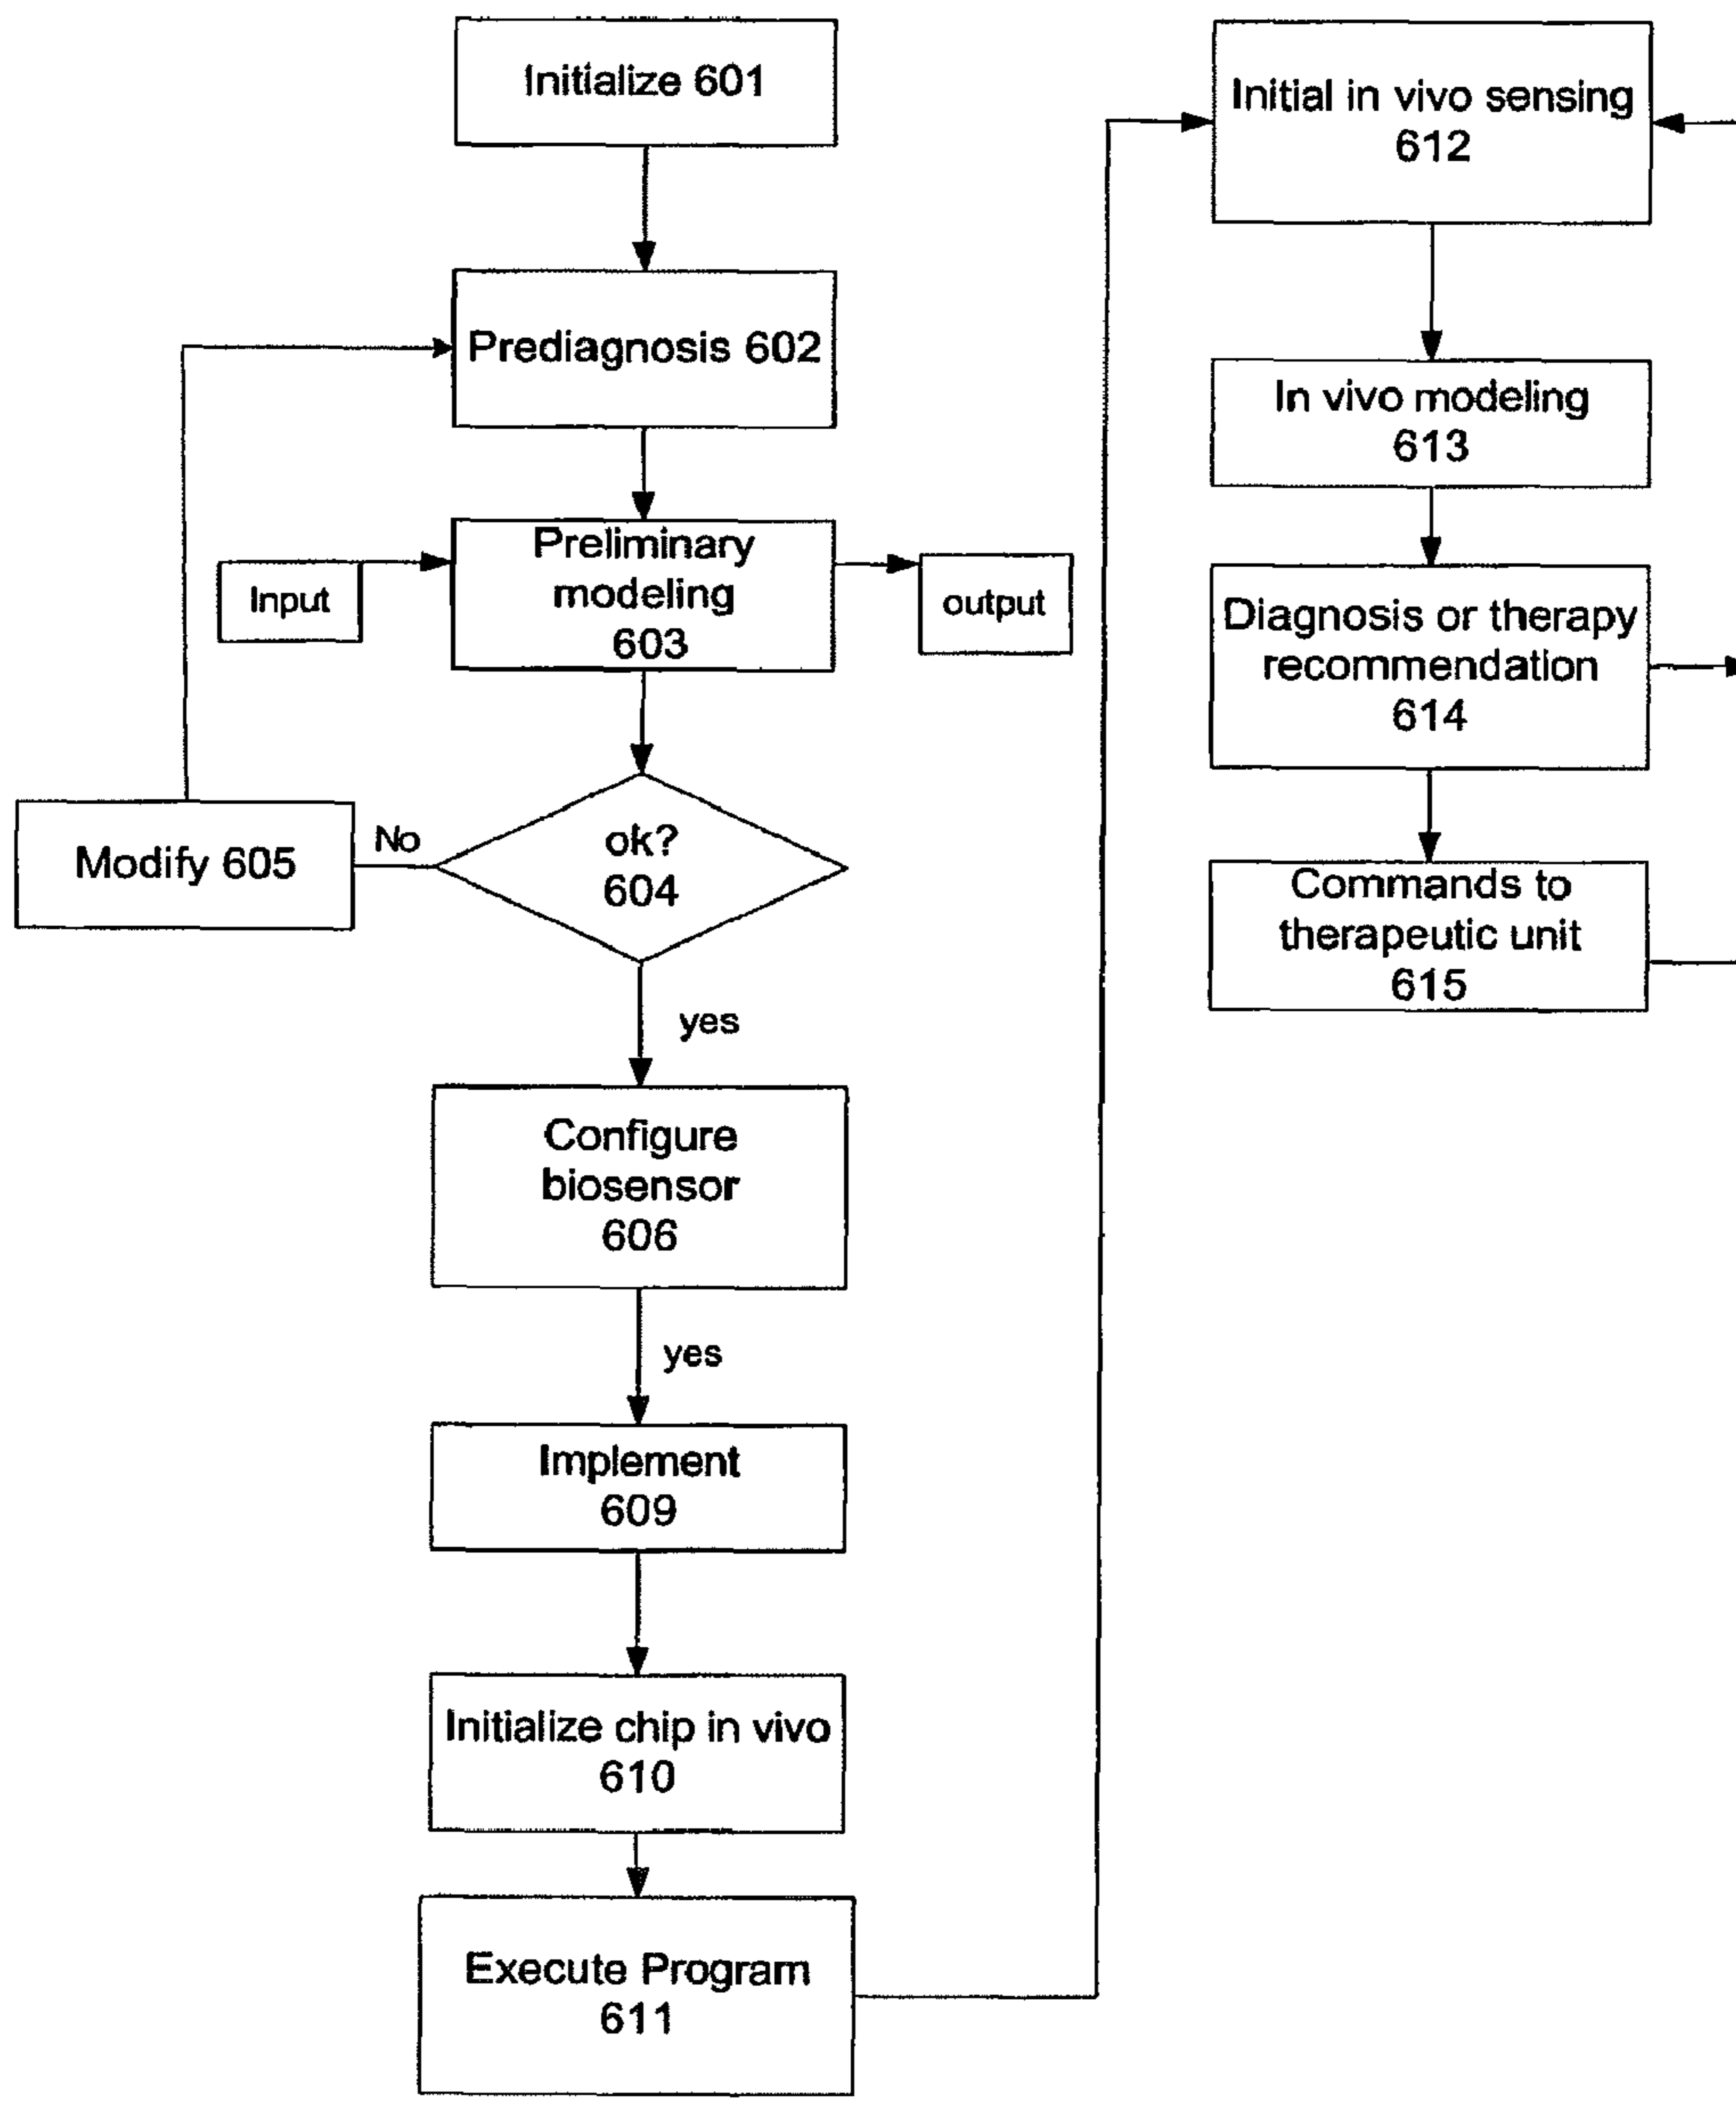 Initialize 601
Prediagnosis 602
Preliminary
modeling
603
Input
output
ok?
604
No
Modify 605
yes
Configure
biosensor
606
yes
Implement
609
Initialize chip in vivo
610
Execute Program
611
Initial in vivo sensing
612
In vivo modeling
613
Diagnosis or therapy
recommendation
614
Commands to
therapeutic unit
615